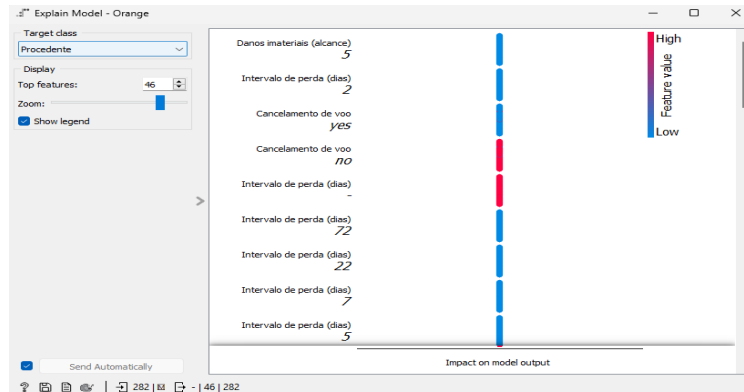 Explain Model - Orange
Target class
Procedente
Display
Top features: 46
Zoom:
Show legend
Send Automatically
Danos materiais (alcance)
5
Intervalo de perda (dias)
2
Cancelamento de voo
yes
Cancelamento de voo
no
Intervalo de perda (dias)
-
Intervalo de perda (dias)
72
Intervalo de perda (dias)
22
Intervalo de perda (dias)
7
Intervalo de perda (dias)
5
Impact on model output
High
Feature value
Low
? 282 | - | 46 | 282